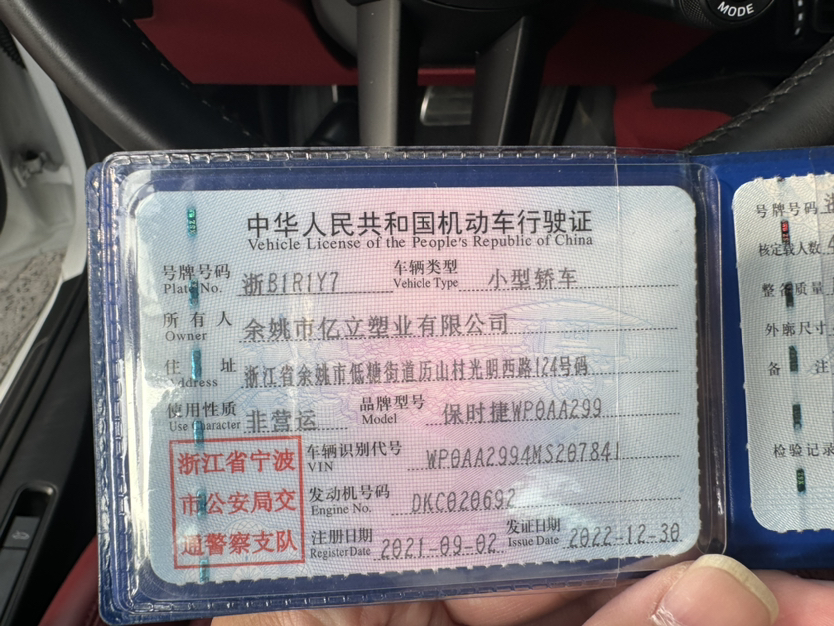 MODE
中华人民共和国机动车行驶证
Vehicle License of the People's Republic of China
号牌号码 浙B1R1Y7 车辆类型 小型轿车
Plate No. Vehicle Type
所有人 余姚市亿立塑业有限公司
Owner
住址 浙江省余姚市低塘街道历山村光明西路124号码
Address
使用性质 非营运 品牌型号 保时捷WP0AA299
Use Character Model
浙江省宁波
市公安局交
通警察支队
车辆识别代号 WP0AA2994MS207841
VIN
发动机号码 DKC020692
Engine No.
注册日期 2021-09-02 发证日期 2022-12-30
Register Date Issue Date
号牌号码
核定载人数
整备质量
外廓尺寸
备注
检验记录